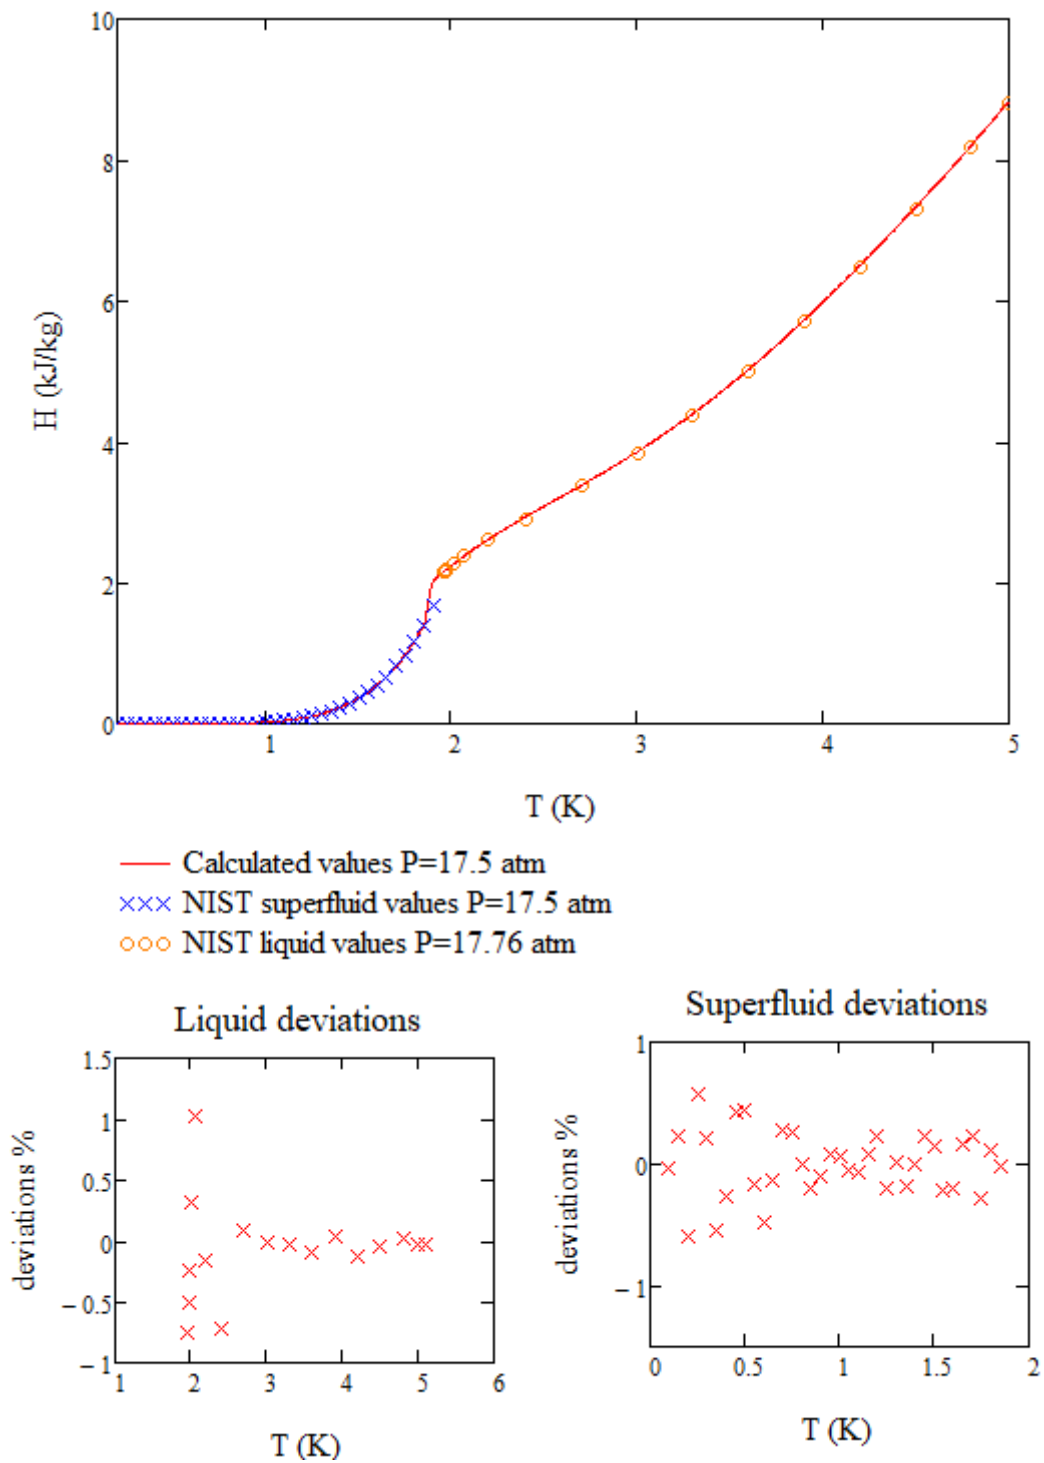 10
8
6
4
2
0
H (kJ/kg)
1 2 3 4 5
T (K)
Calculated values P=17.5 atm
NIST superfluid values P=17.5 atm
NIST liquid values P=17.76 atm
Liquid deviations
1.5
1
0.5
0
− 0.5
− 1
deviations %
1 2 3 4 5 6
T (K)
Superfluid deviations
1
0
− 1
deviations %
0 0.5 1 1.5 2
T (K)